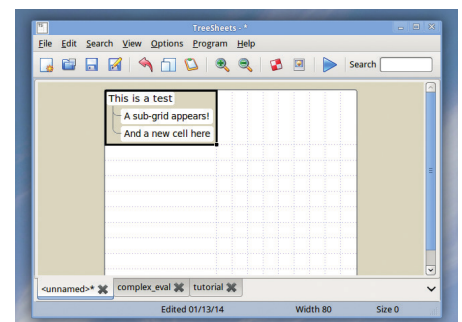 TreeSheets - *
File Edit Search View Options Program Help
Search
This is a test
A sub-grid appears!
And a new cell here
<unnamed>* complex_eval tutorial
Edited 01/13/14 Width 80 Size 0